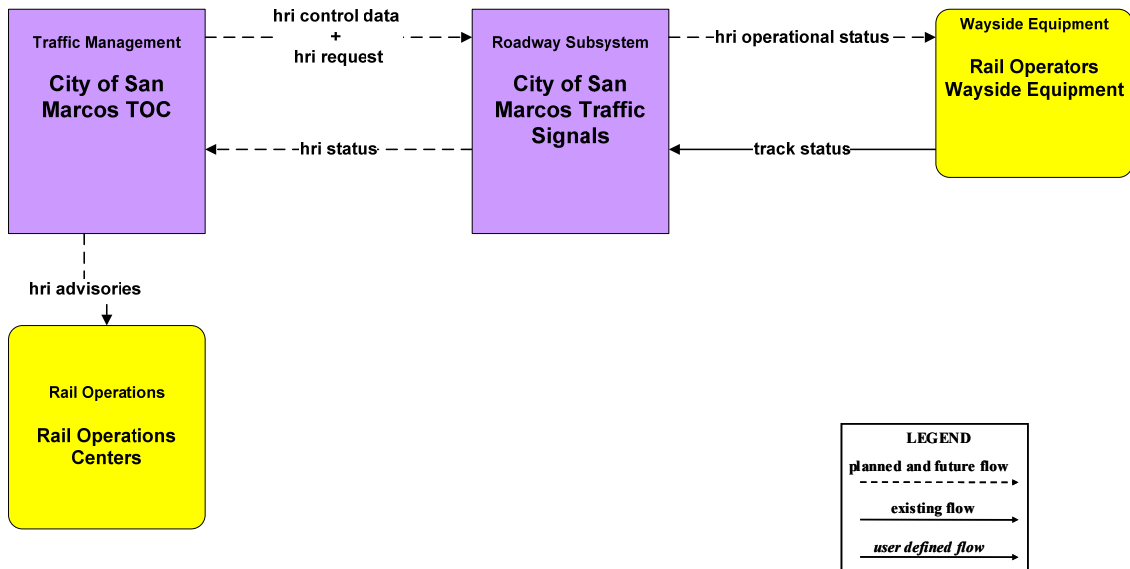 Traffic Management
City of San
Marcos TOC
hri control data
+
hri request
Roadway Subsystem
City of San
Marcos Traffic
Signals
hri operational status
Wayside Equipment
Rail Operators
Wayside Equipment
hri status
track status
hri advisories
Rail Operations
Rail Operations
Centers
LEGEND
planned and future flow
existing flow
user defined flow